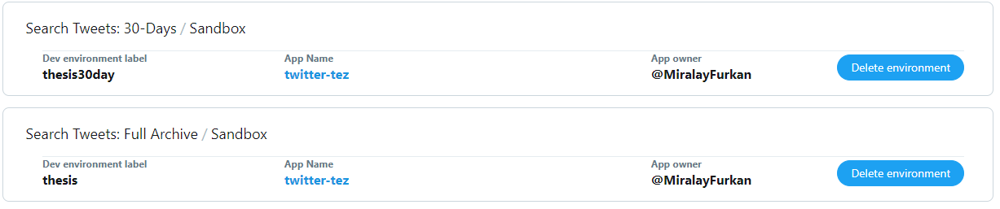 Search Tweets: 30-Days / Sandbox
Dev environment label App Name App owner
thesis30day twitter-tez @MiralayFurkan Delete environment
Search Tweets: Full Archive / Sandbox
Dev environment label App Name App owner
thesis twitter-tez @MiralayFurkan Delete environment